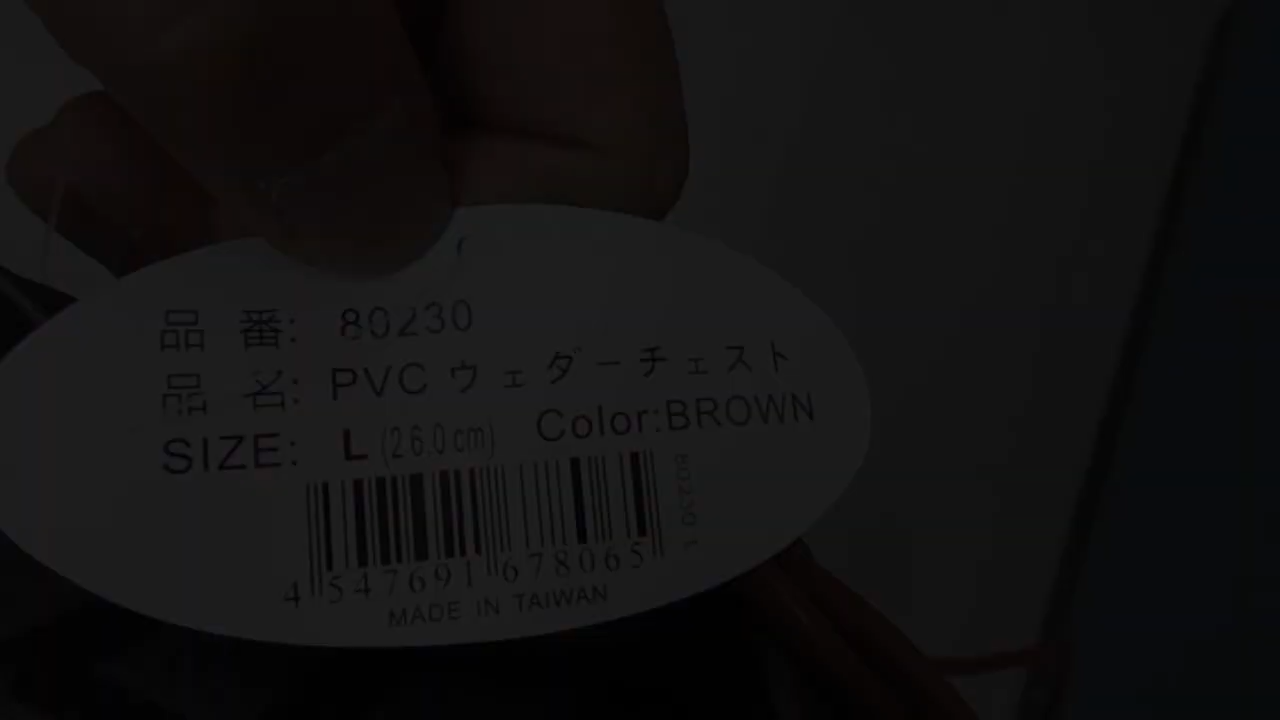 品 番: 80230
品 名: PVC ウェダーチェスト
SIZE: L (26.0cm) Color:BROWN
80230 L
4 547691 678065
MADE IN TAIWAN